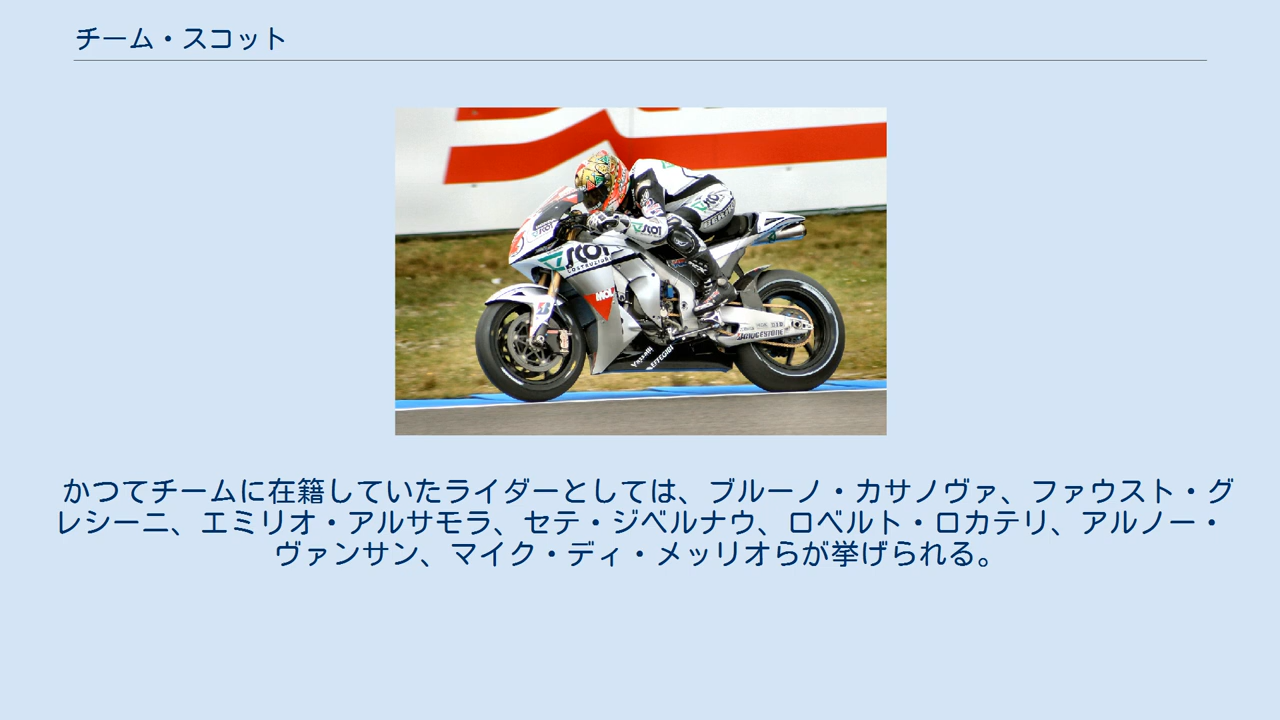 チーム・スコット
SCOT
MOTUL
BRIDGESTONE
かつてチームに在籍していたライダーとしては、ブルーノ・カサノヴァ、ファウスト・グ
レシーニ、エミリオ・アルサモラ、セテ・ジベルナウ、ロベルト・ロカテリ、アルノー・
ヴァンサン、マイク・ディ・メッリオらが挙げられる。